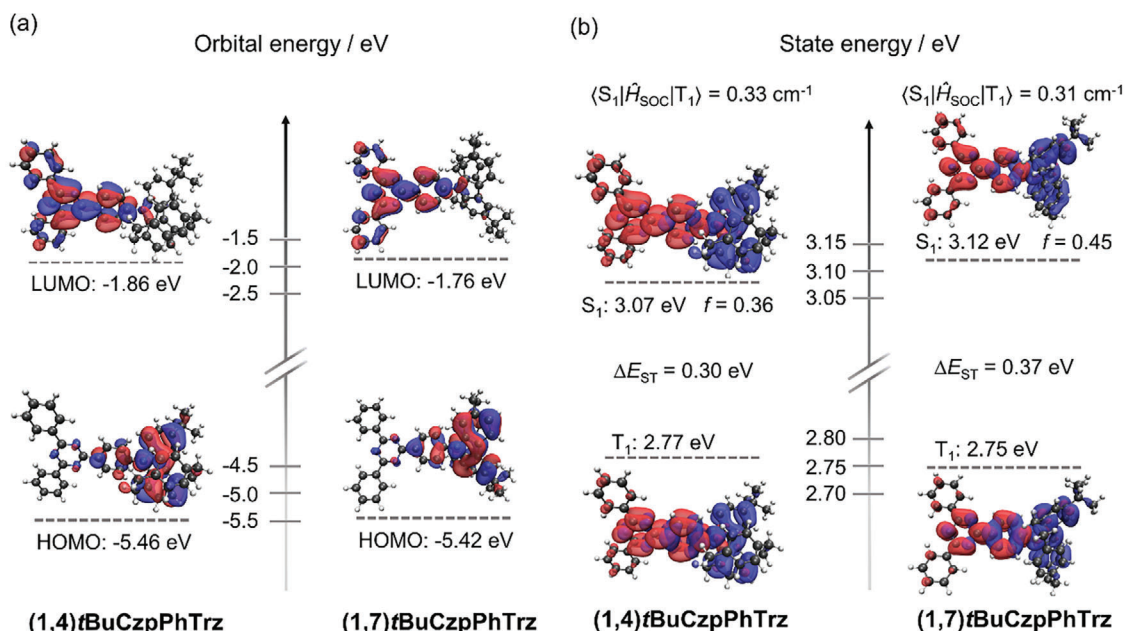 (a)
Orbital energy / eV
-1.5
-2.0
-2.5
LUMO: -1.86 eV
LUMO: -1.76 eV
-4.5
-5.0
-5.5
HOMO: -5.46 eV
HOMO: -5.42 eV
(1,4)tBuCzpPhTrz
(1,7)tBuCzpPhTrz
(b)
State energy / eV
⟨S₁|Ĥ_SOC|T₁⟩ = 0.33 cm⁻¹
⟨S₁|Ĥ_SOC|T₁⟩ = 0.31 cm⁻¹
3.15
3.10
3.05
S₁: 3.07 eV f = 0.36
S₁: 3.12 eV f = 0.45
ΔE_ST = 0.30 eV
ΔE_ST = 0.37 eV
2.80
2.75
2.70
T₁: 2.77 eV
T₁: 2.75 eV
(1,4)tBuCzpPhTrz
(1,7)tBuCzpPhTrz